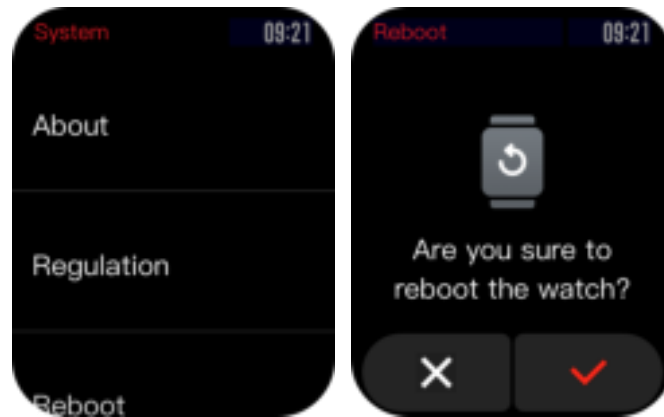 System 09:21
About
Regulation
Reboot
Reboot 09:21
Are you sure to
reboot the watch?